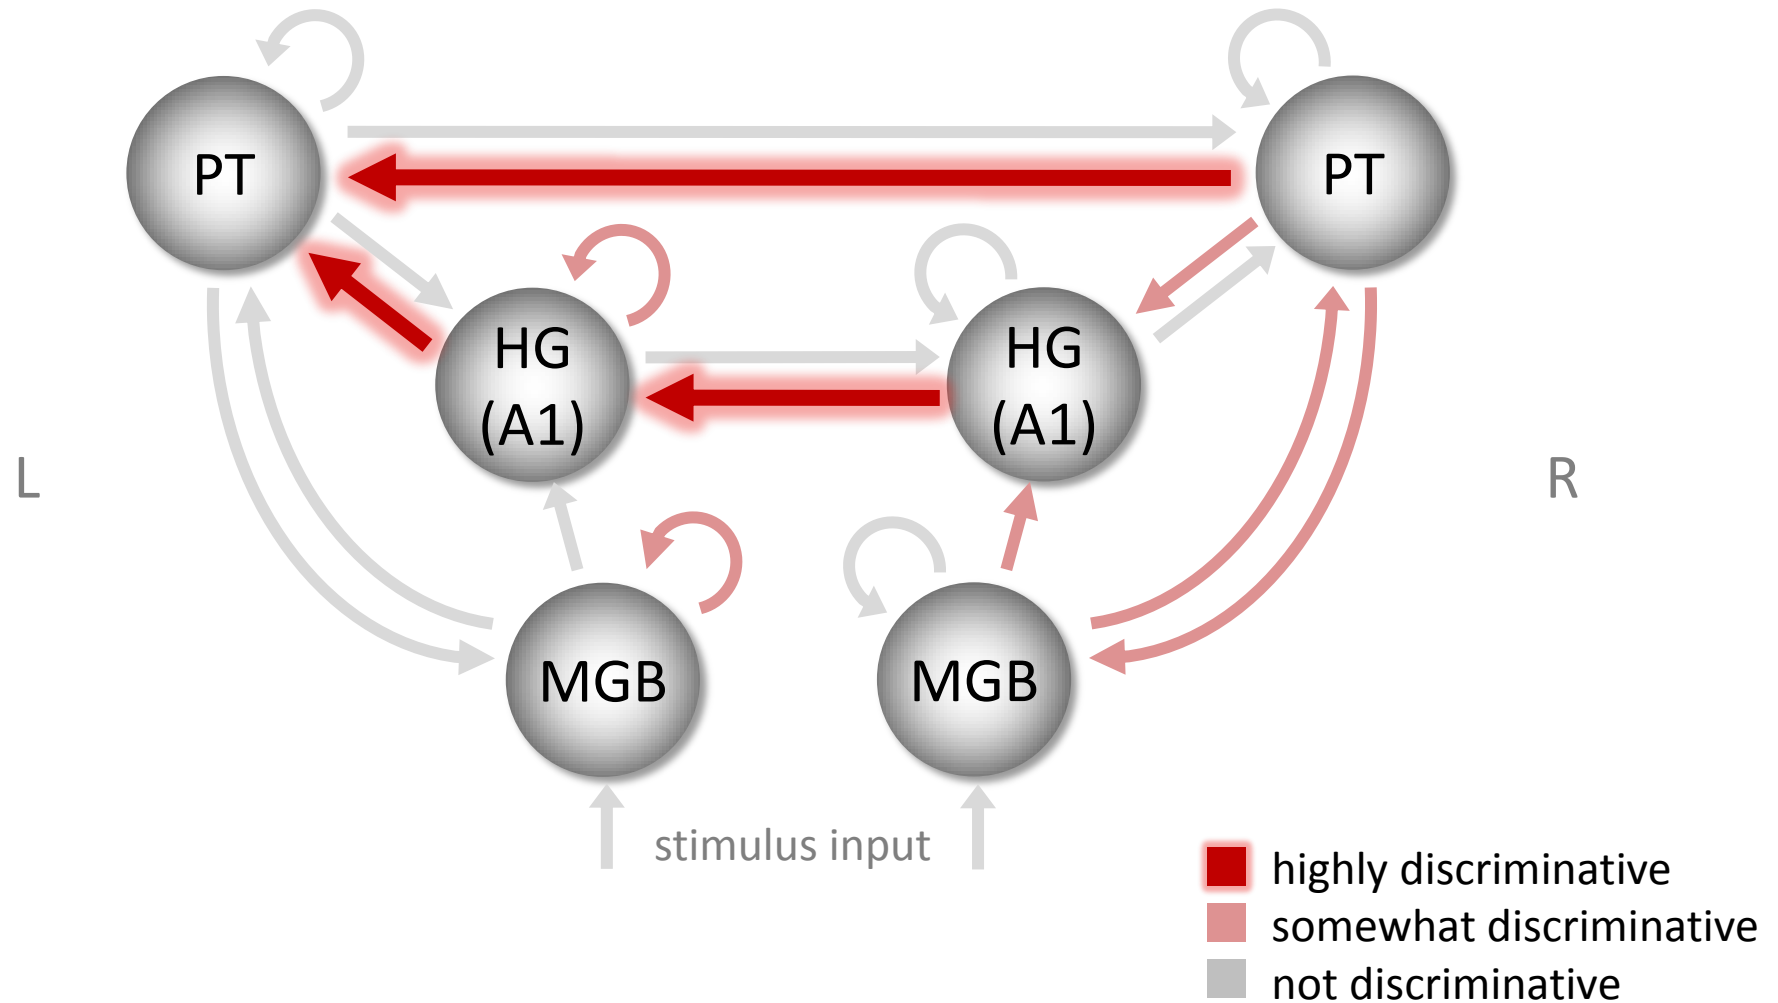 PT
PT
HG
(A1)
HG
(A1)
L
R
MGB
MGB
stimulus input
highly discriminative
somewhat discriminative
not discriminative